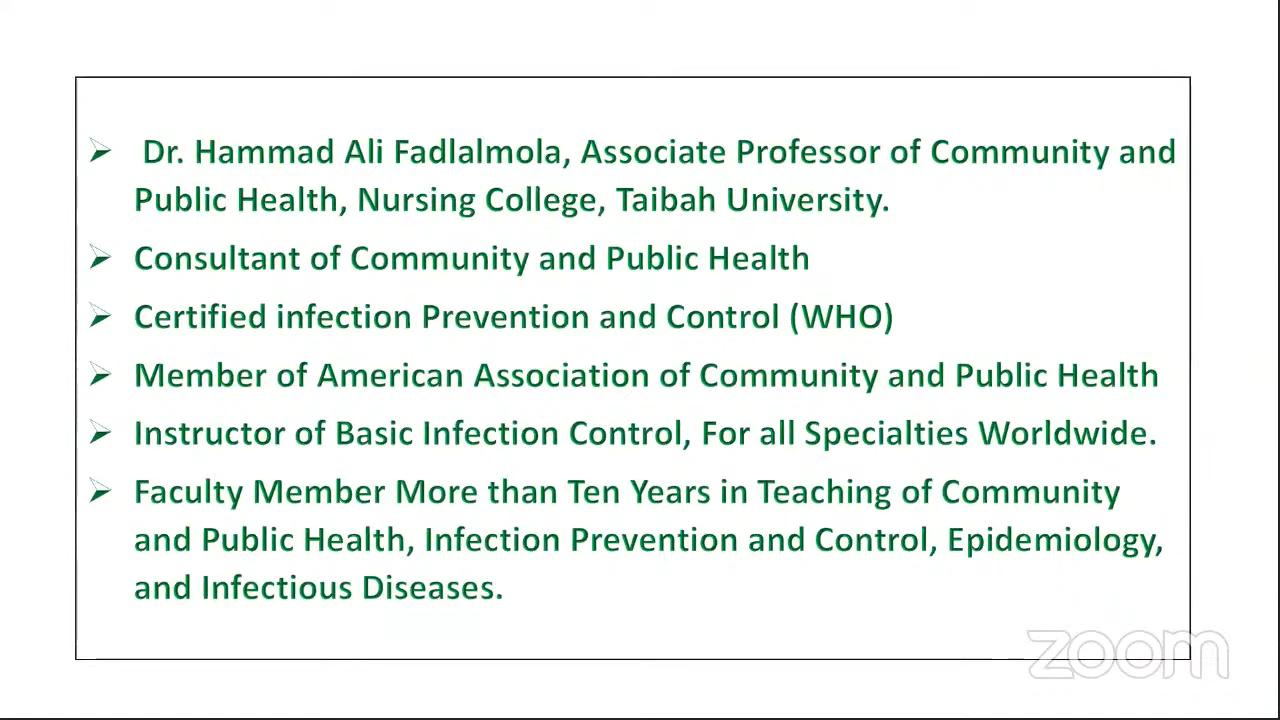 ➤ Dr. Hammad Ali Fadlalmola, Associate Professor of Community and
Public Health, Nursing College, Taibah University.
➤ Consultant of Community and Public Health
➤ Certified infection Prevention and Control (WHO)
➤ Member of American Association of Community and Public Health
➤ Instructor of Basic Infection Control, For all Specialties Worldwide.
➤ Faculty Member More than Ten Years in Teaching of Community
and Public Health, Infection Prevention and Control, Epidemiology,
and Infectious Diseases.
zoom